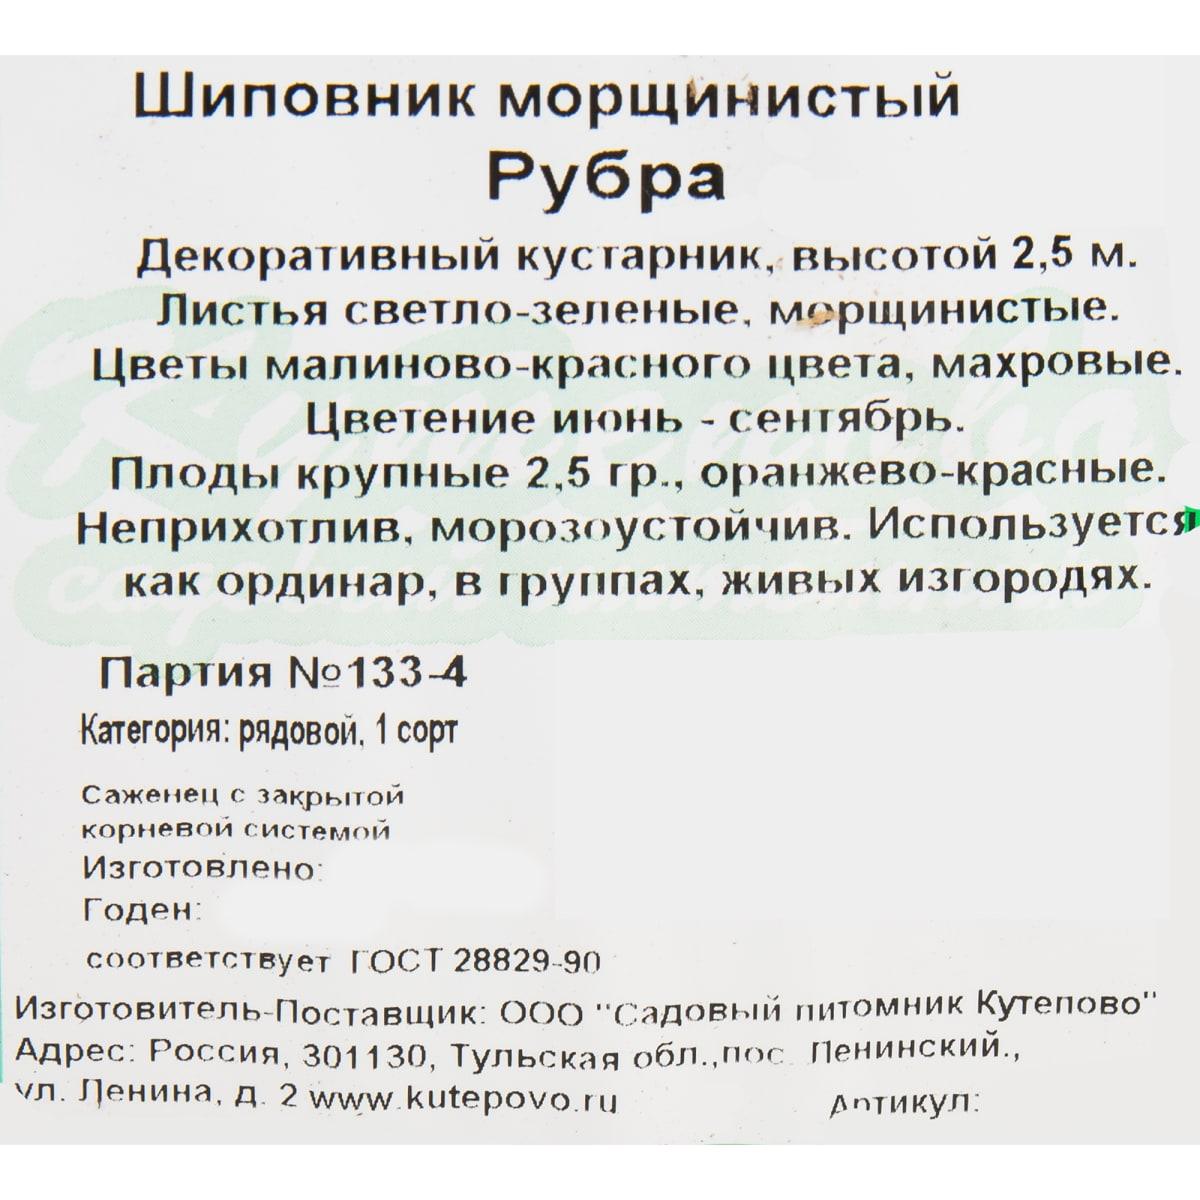 Шиповник морщинистый
Рубра
Декоративный кустарник, высотой 2,5 м.
Листья светло-зеленые, морщинистые.
Цветы малиново-красного цвета, махровые.
Цветение июнь - сентябрь.
Плоды крупные 2,5 гр., оранжево-красные.
Неприхотлив, морозоустойчив. Используется
как ординар, в группах, живых изгородях.
Партия №133-4
Категория: рядовой, 1 сорт
Саженец с закрытой
корневой системой
Изготовлено:
Годен:
соответствует ГОСТ 28829-90
Изготовитель-Поставщик: ООО "Садовый питомник Кутепово"
Адрес: Россия, 301130, Тульская обл.,пос. Ленинский.,
ул. Ленина, д. 2 www.kutepovo.ru
Артикул: